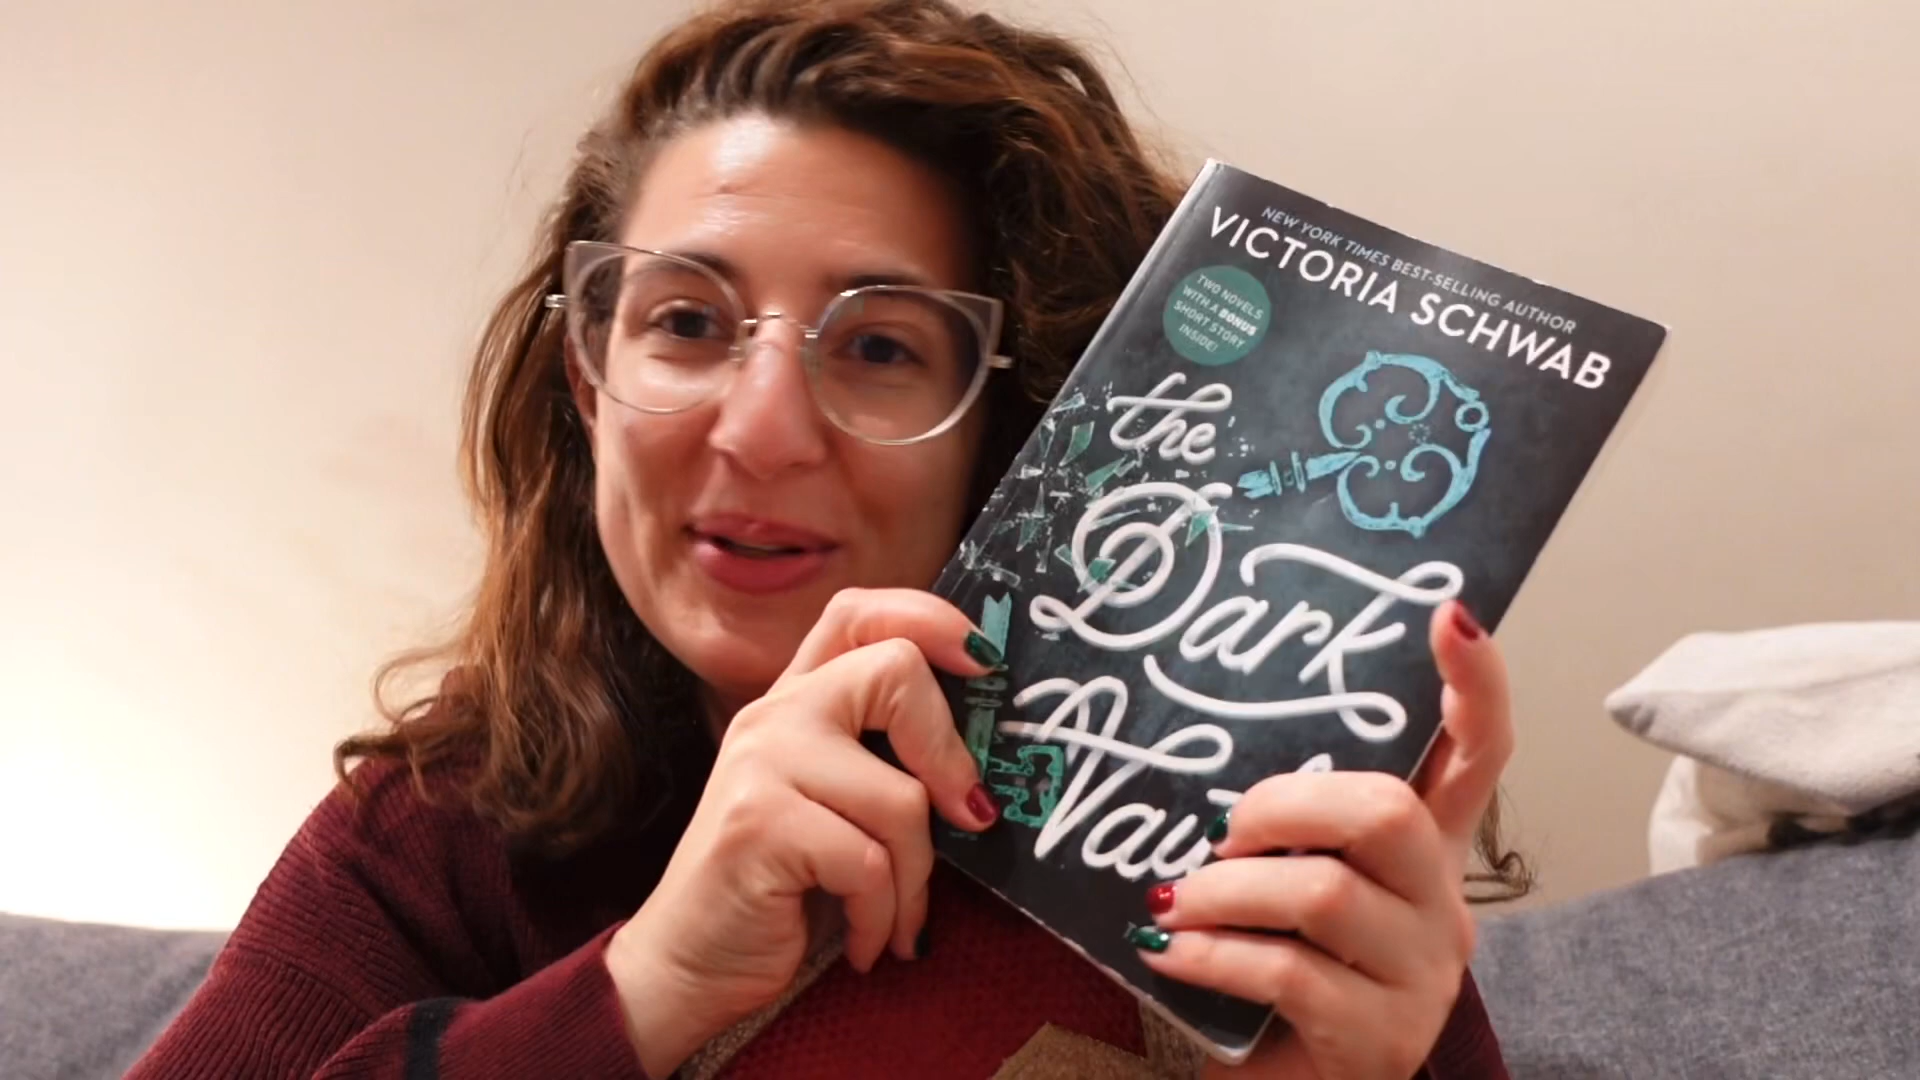 NEW YORK TIMES BEST-SELLING AUTHOR
VICTORIA SCHWAB
TWO NOVELS
WITH A BONUS
SHORT STORY
INSIDE!
the
Dark